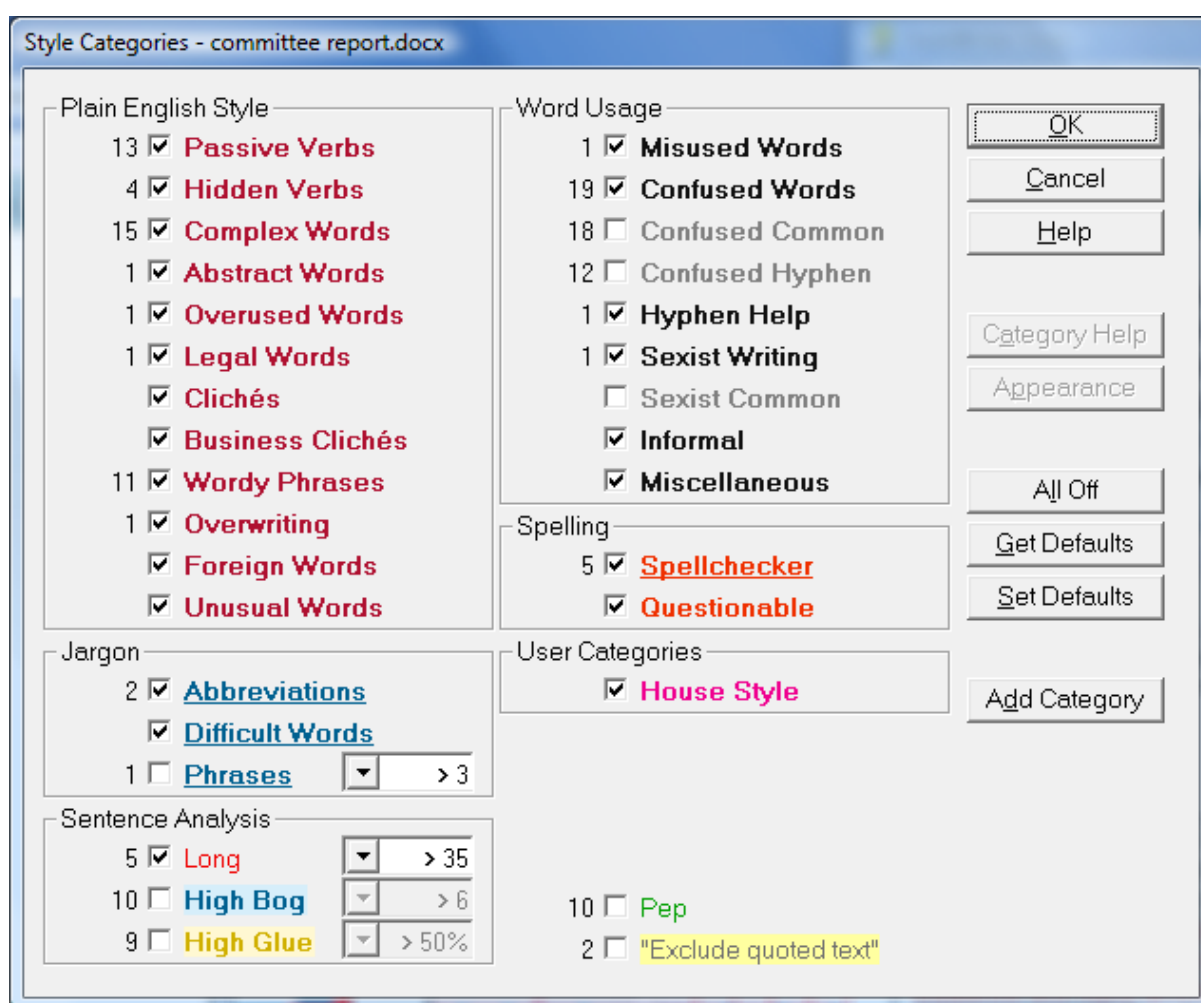 Style Categories - committee report.docx
Plain English Style
13 Passive Verbs
4 Hidden Verbs
15 Complex Words
1 Abstract Words
1 Overused Words
1 Legal Words
Clichés
Business Clichés
11 Wordy Phrases
1 Overwriting
Foreign Words
Unusual Words
Jargon
2 Abbreviations
Difficult Words
1 Phrases > 3
Sentence Analysis
5 Long > 35
10 High Bog > 6
9 High Glue > 50%
Word Usage
1 Misused Words
19 Confused Words
18 Confused Common
12 Confused Hyphen
1 Hyphen Help
1 Sexist Writing
Sexist Common
Informal
Miscellaneous
Spelling
5 Spellchecker
Questionable
User Categories
House Style
10 Pep
2 "Exclude quoted text"
OK
Cancel
Help
Category Help
Appearance
All Off
Get Defaults
Set Defaults
Add Category